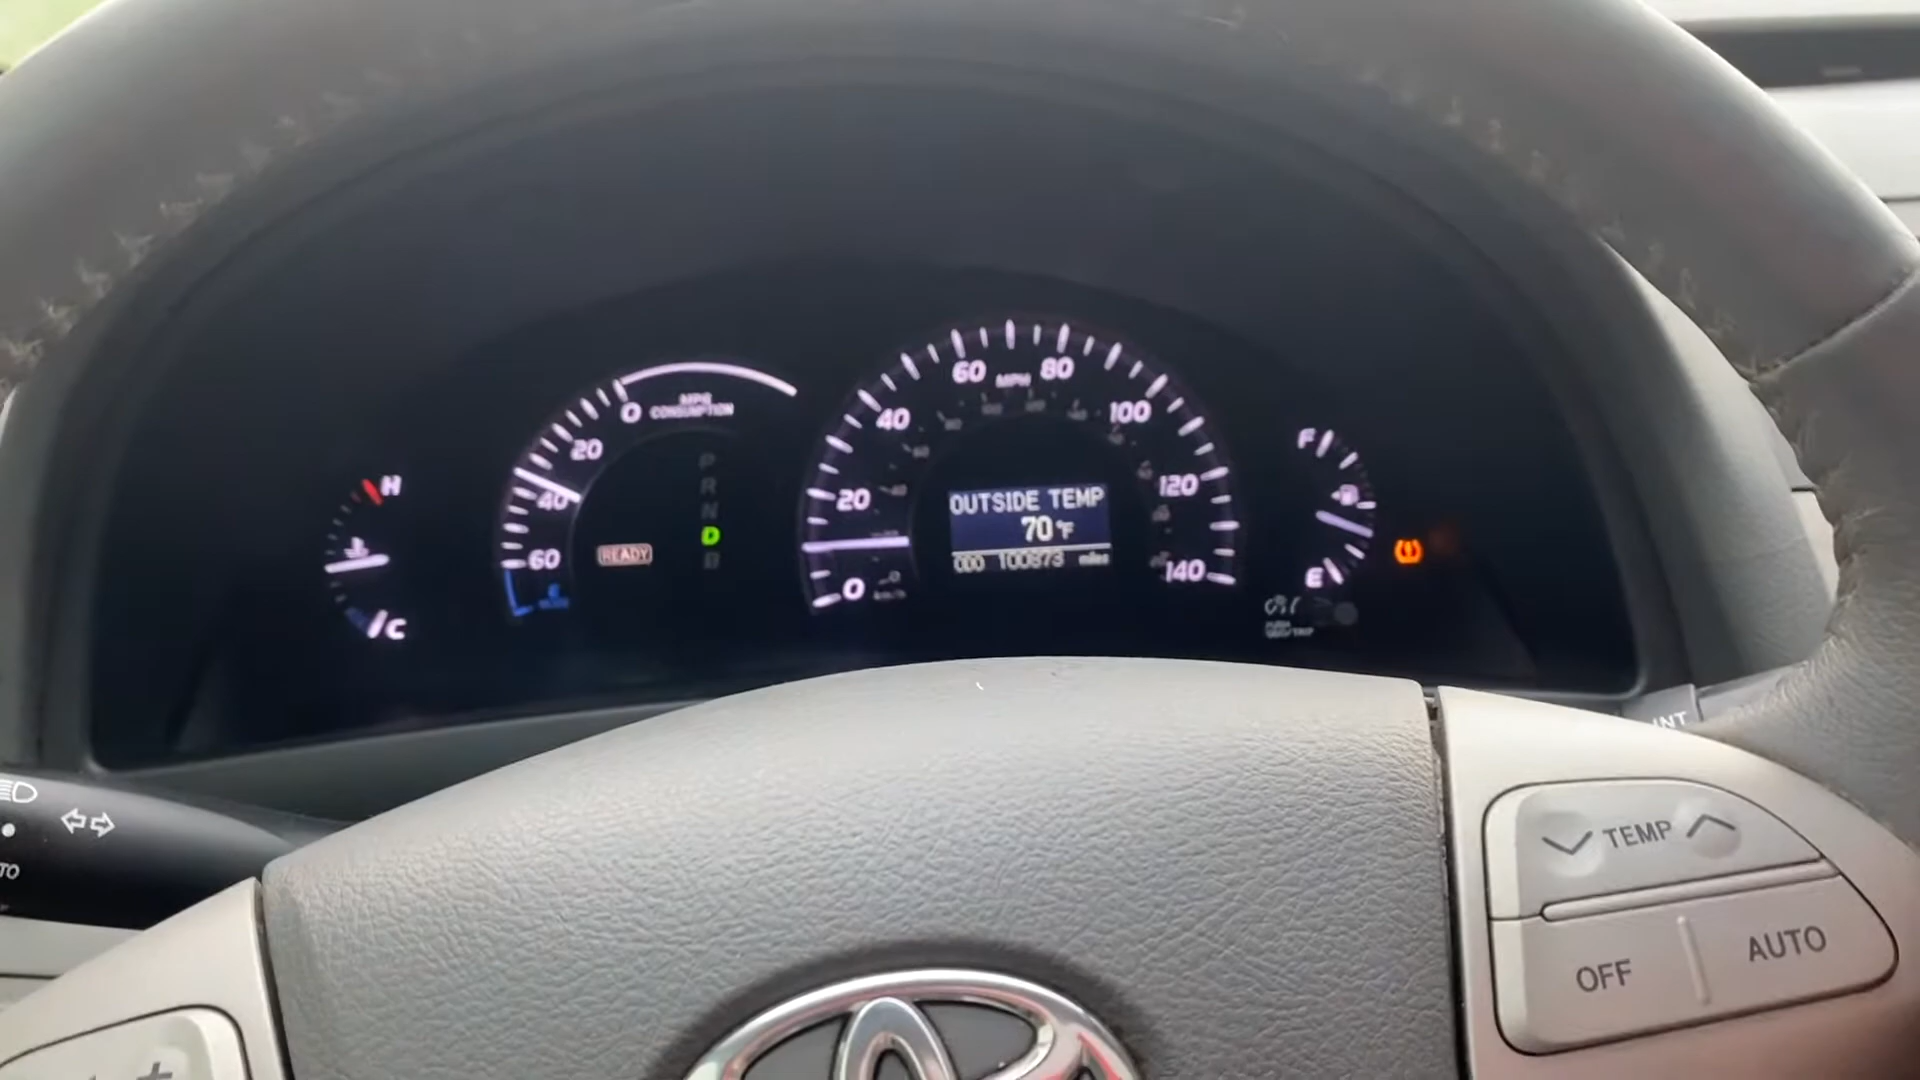 H
C
0
MPG
CONSUMPTION
20
40
60
READY
P
R
N
D
B
0
20
40
60
MPH
80
100
120
140
OUTSIDE TEMP
70°F
ODO 100873 miles
F
E
TEMP
OFF
AUTO